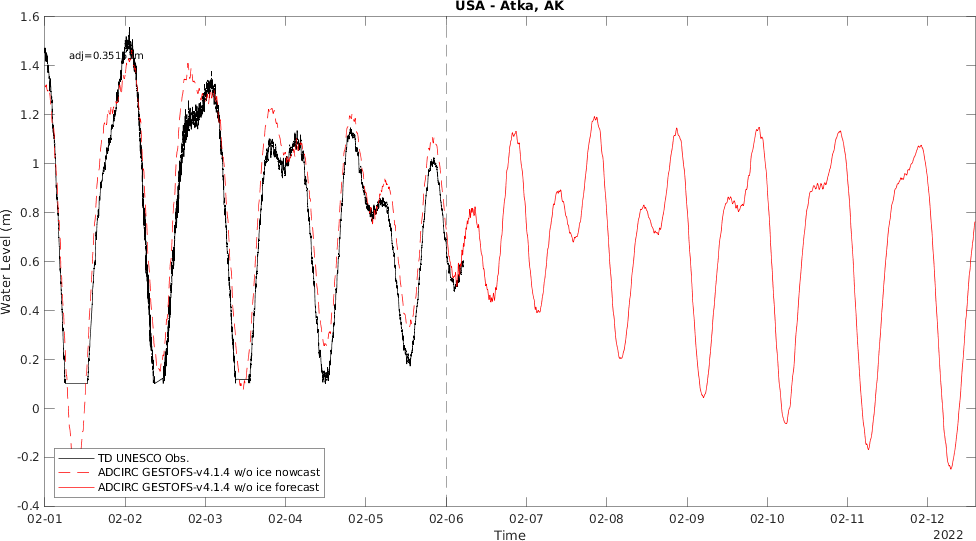 USA - Atka, AK
1.6
1.4
1.2
1
0.8
0.6
0.4
0.2
0
-0.2
-0.4
Water Level (m)
TD UNESCO Obs.
ADCIRC GESTOFS-v4.1.4 w/o ice nowcast
ADCIRC GESTOFS-v4.1.4 w/o ice forecast
02-01 02-02 02-03 02-04 02-05 02-06 02-07 02-08 02-09 02-10 02-11 02-12
Time
2022